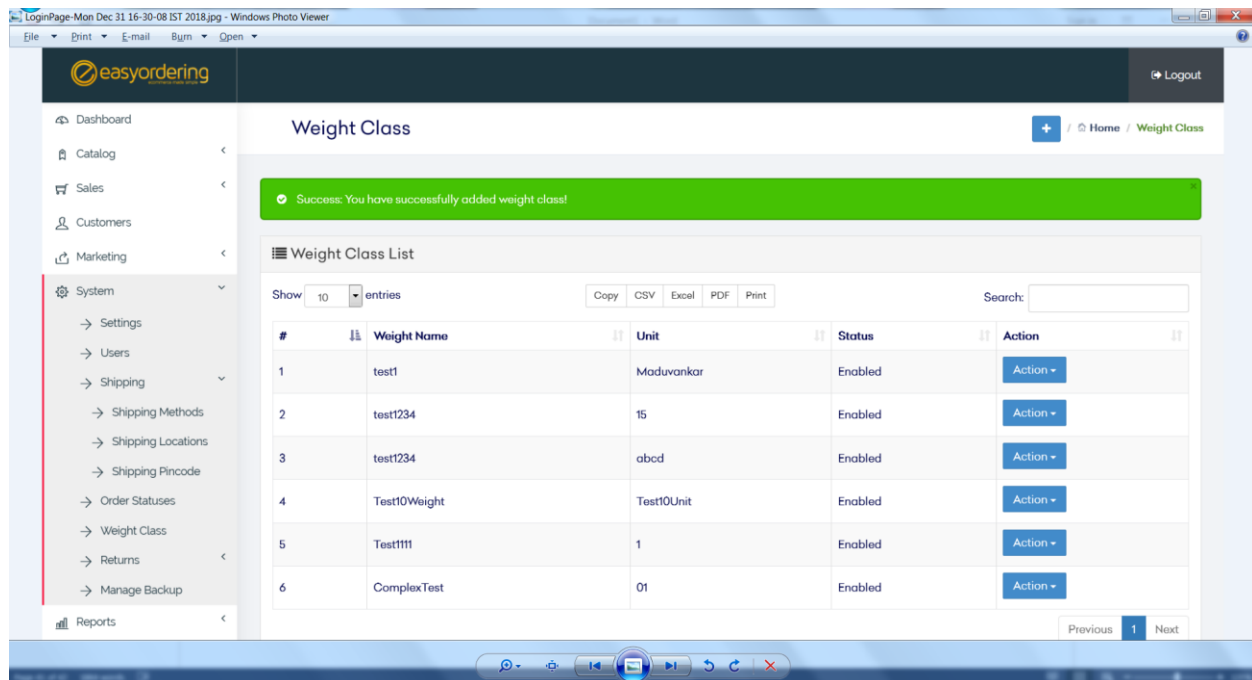 LoginPage-Mon Dec 31 16-30-08 IST 2018.jpg - Windows Photo Viewer
File Print E-mail Burn Open
easyordering
Logout
Dashboard
Catalog
Sales
Customers
Marketing
System
Settings
Users
Shipping
Shipping Methods
Shipping Locations
Shipping Pincode
Order Statuses
Weight Class
Returns
Manage Backup
Reports
Weight Class
/ Home / Weight Class
Success: You have successfully added weight class!
Weight Class List
Show 10 entries Copy CSV Excel PDF Print Search:
# Weight Name Unit Status Action
1 test1 Maduvankar Enabled Action
2 test1234 15 Enabled Action
3 test1234 abcd Enabled Action
4 Test10Weight Test10Unit Enabled Action
5 Test1111 1 Enabled Action
6 ComplexTest 01 Enabled Action
Previous 1 Next